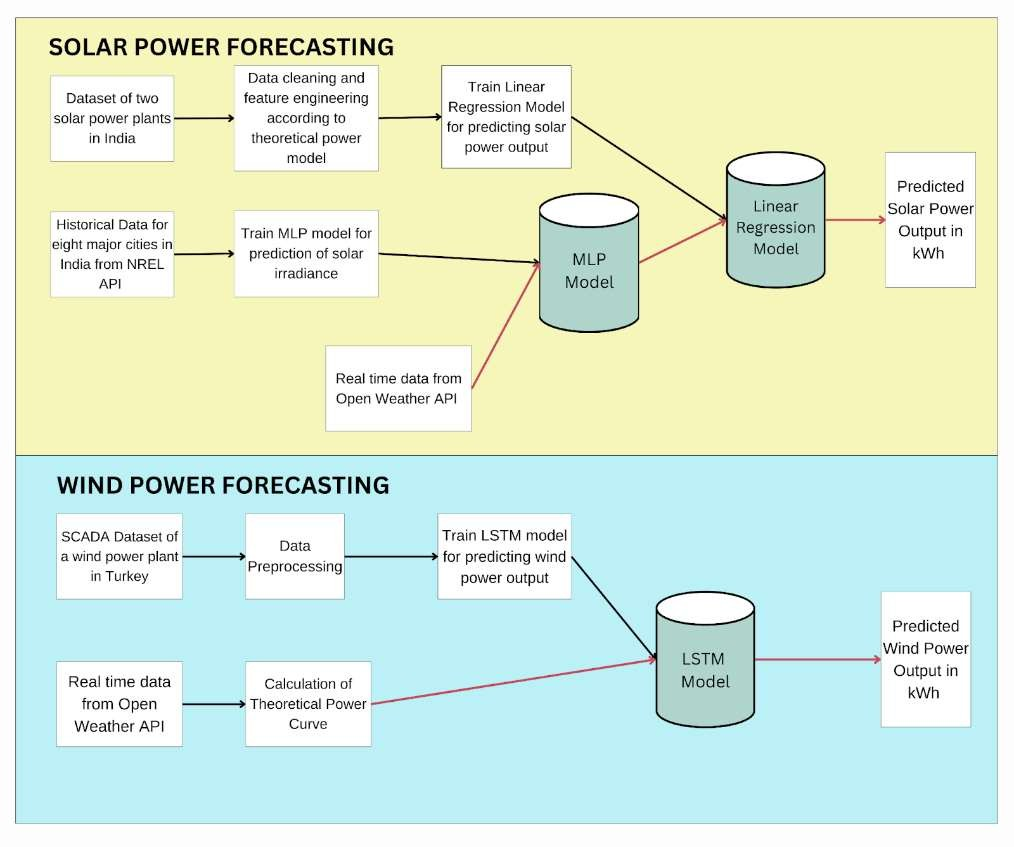 SOLAR POWER FORECASTING
Dataset of two
solar power plants
in India
Data cleaning and
feature engineering
according to
theoretical power
model
Train Linear
Regression Model
for predicting solar
power output
Historical Data for
eight major cities in
India from NREL
API
Train MLP model for
prediction of solar
irradiance
MLP
Model
Linear
Regression
Model
Predicted
Solar Power
Output in
kWh
Real time data from
Open Weather API
WIND POWER FORECASTING
SCADA Dataset of
a wind power plant
in Turkey
Data
Preprocessing
Train LSTM model
for predicting wind
power output
Real time data
from Open
Weather API
Calculation of
Theoretical Power
Curve
LSTM
Model
Predicted
Wind Power
Output in
kWh